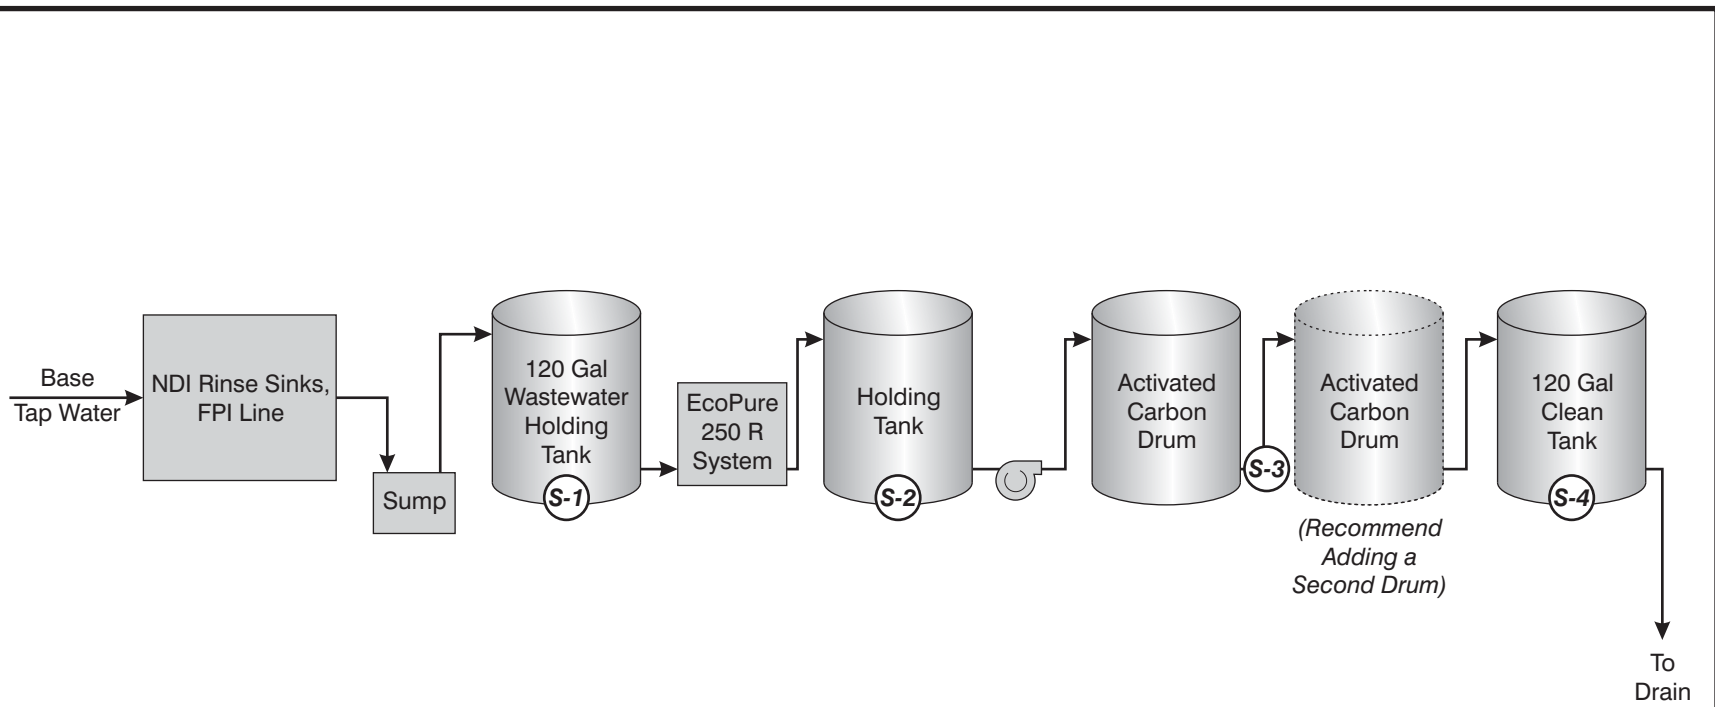 Base
Tap Water
NDI Rinse Sinks,
FPI Line
Sump
120 Gal
Wastewater
Holding
Tank
S-1
EcoPure
250 R
System
Holding
Tank
S-2
Activated
Carbon
Drum
S-3
Activated
Carbon
Drum
(Recommend
Adding a
Second Drum)
120 Gal
Clean
Tank
S-4
To
Drain